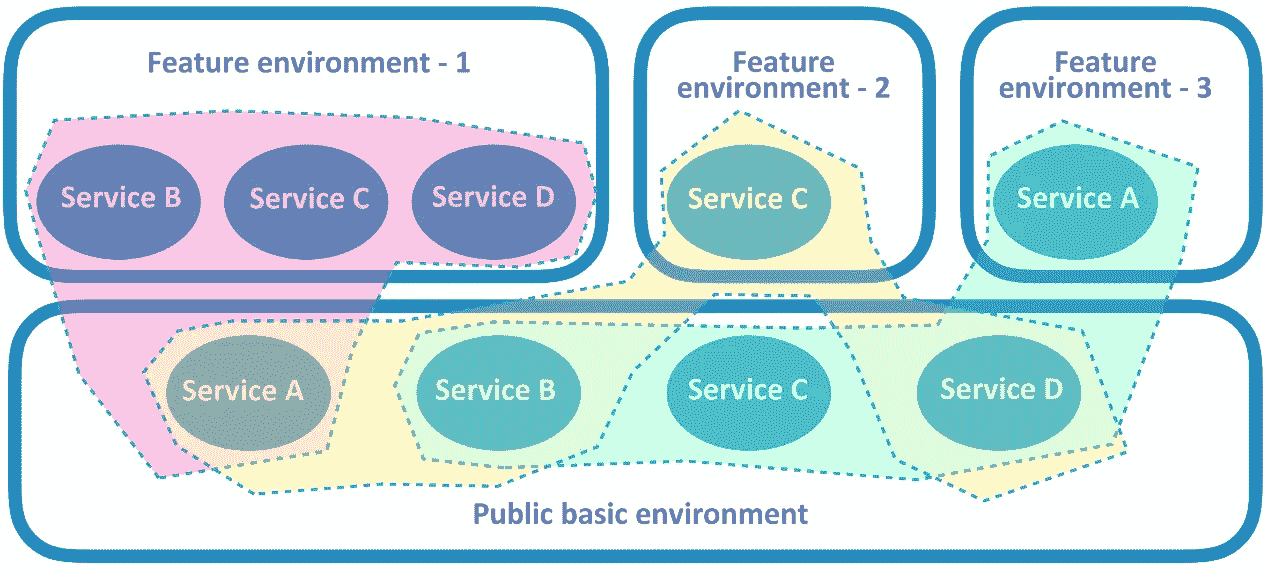 Feature environment - 1
Feature
environment - 2
Feature
environment - 3
Service B
Service C
Service D
Service C
Service A
Service A
Service B
Service C
Service D
Public basic environment